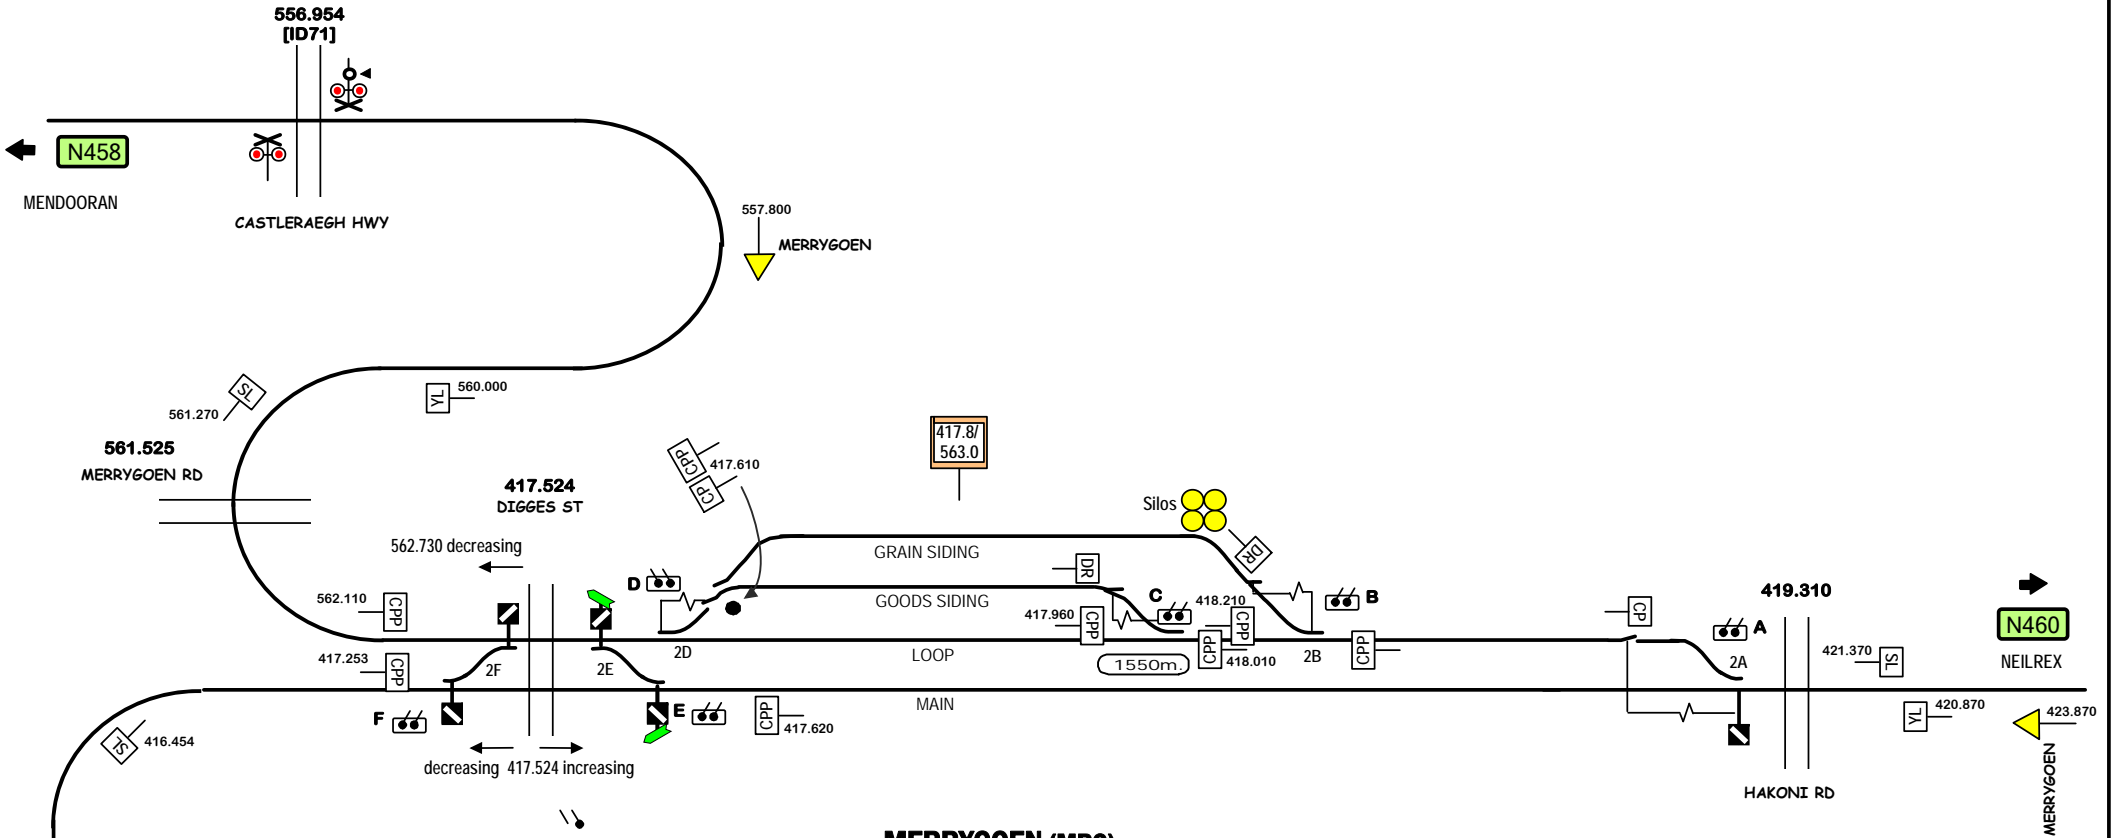 556.954
[ID71]
N458
MENDOORAN
CASTLERAEGH HWY
557.800
MERRYGOEN
SL
561.270
YL
560.000
561.525
MERRYGOEN RD
417.524
DIGGES ST
CPP
417.610
CP
417.8/
563.0
Silos
DR
562.730 decreasing
GRAIN SIDING
D
DR
GOODS SIDING
C
B
562.110
CPP
417.960
CPP
418.210
CPP
CP
419.310
A
N460
NEILREX
2D
LOOP
1550m.
CPP
418.010
2B
CPP
2A
421.370
SL
417.253
CPP
2F
2E
MAIN
F
E
CPP
417.620
YL
420.870
423.870
MERRYGOEN
SL
416.454
decreasing 417.524 increasing
HAKONI RD
MERRYGOEN